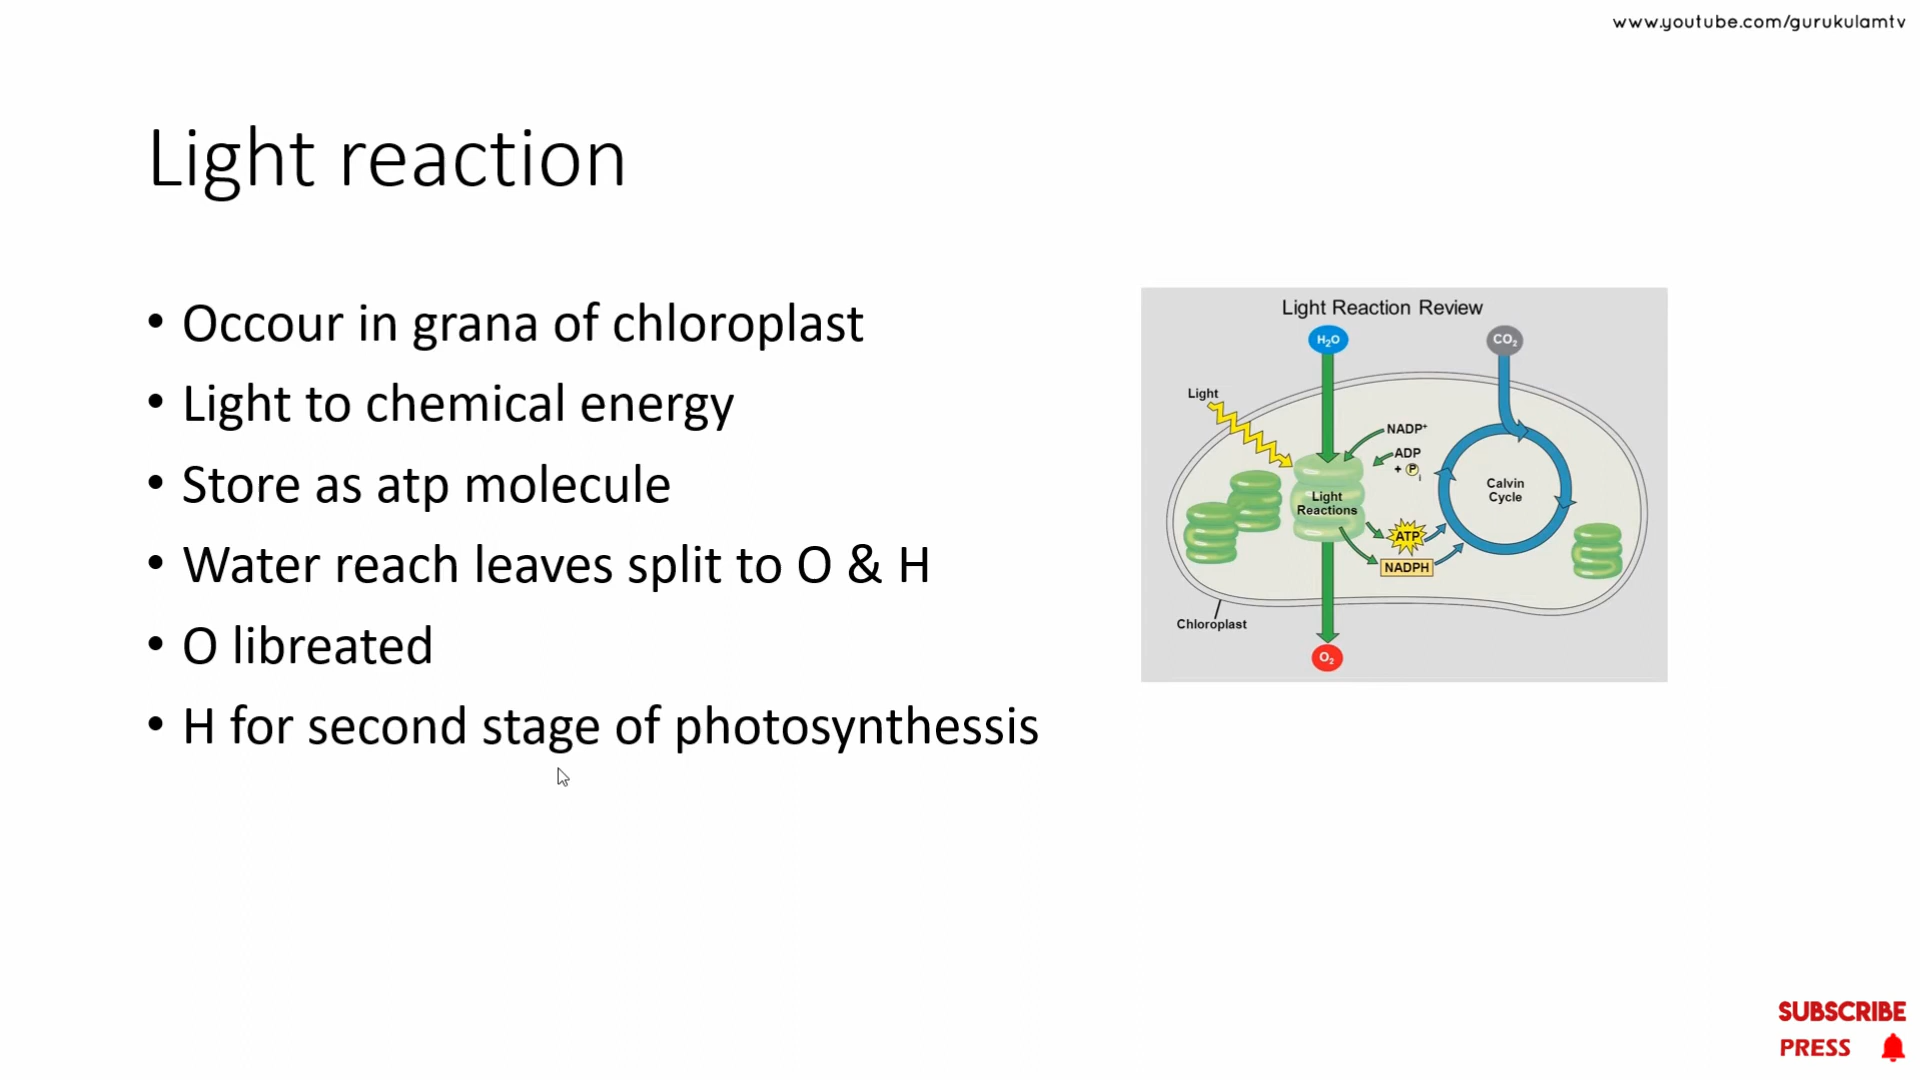 www.youtube.com/gurukulamtv
Light reaction
• Occour in grana of chloroplast
• Light to chemical energy
• Store as atp molecule
• Water reach leaves split to O & H
• O libreated
• H for second stage of photosynthessis
Light Reaction Review
H₂O
CO₂
Light
NADP⁺
ADP
+ Pᵢ
Calvin
Cycle
Light
Reactions
ATP
NADPH
Chloroplast
O₂
SUBSCRIBE
PRESS